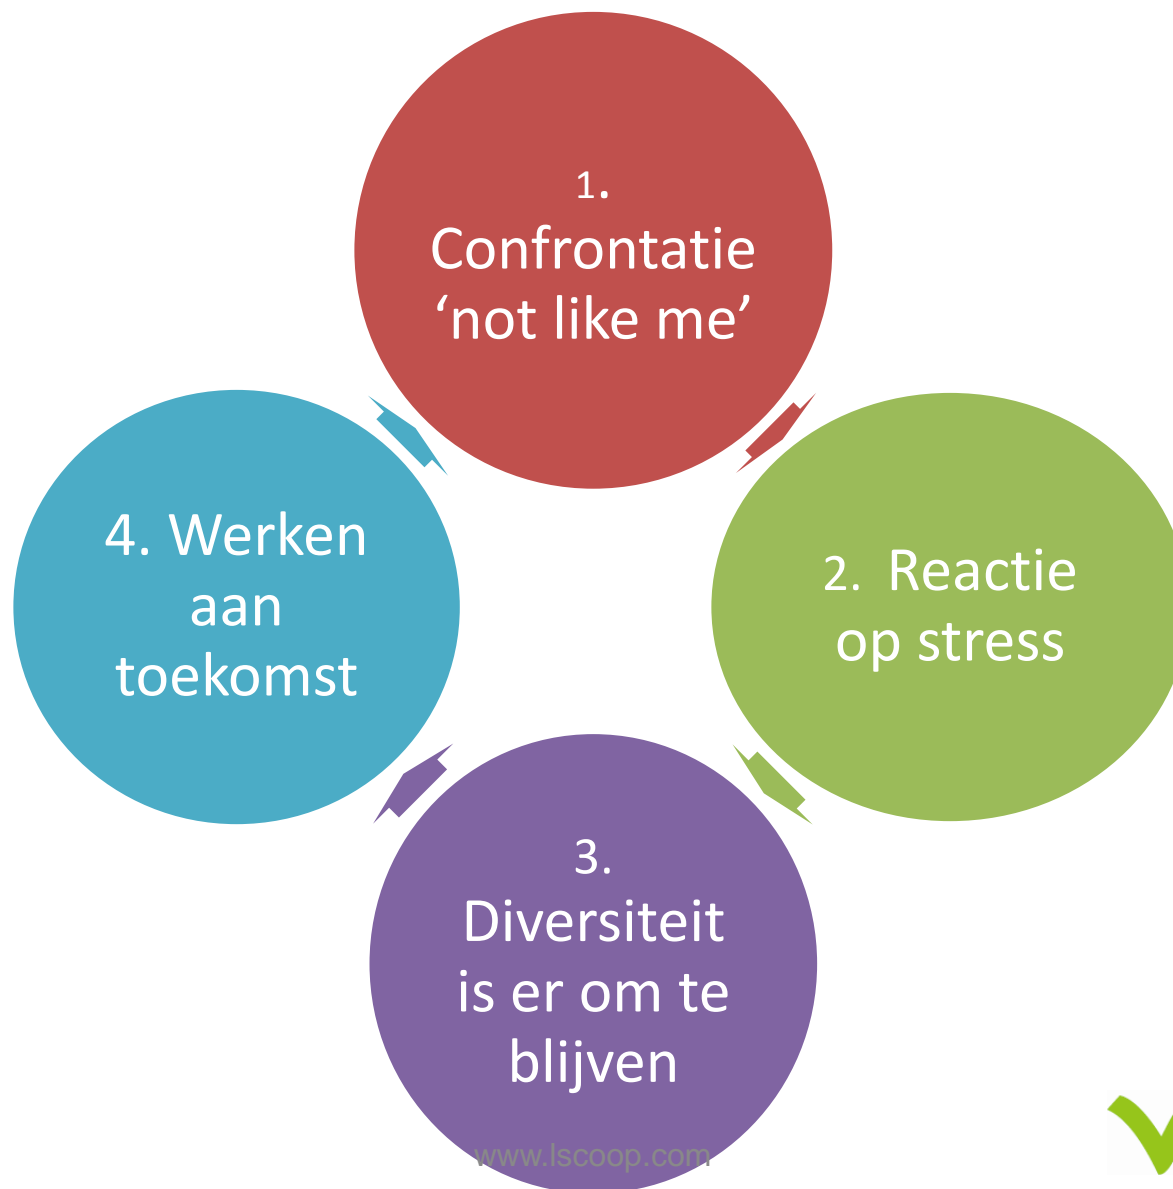 1.
Confrontatie
‘not like me’
2. Reactie
op stress
3.
Diversiteit
is er om te
blijven
4. Werken
aan
toekomst
www.lscoop.com